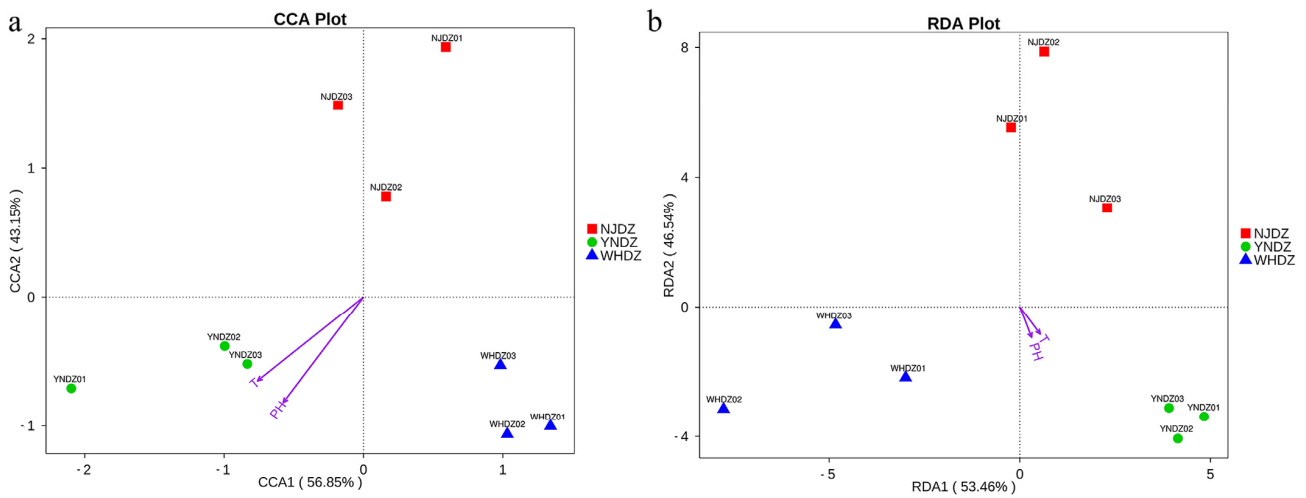 a
CCA Plot
2
1
0
-1
CCA2 ( 43.15% )
-2
-1
0
1
CCA1 ( 56.85% )
NJDZ01
NJDZ03
NJDZ02
YNDZ02
YNDZ03
YNDZ01
T
PH
WHDZ03
WHDZ02
WHDZ01
NJDZ
YNDZ
WHDZ
b
RDA Plot
8
4
0
-4
RDA2 ( 46.54% )
-5
0
5
RDA1 ( 53.46% )
NJDZ02
NJDZ01
NJDZ03
WHDZ03
WHDZ01
WHDZ02
T
PH
YNDZ03
YNDZ01
YNDZ02
NJDZ
YNDZ
WHDZ